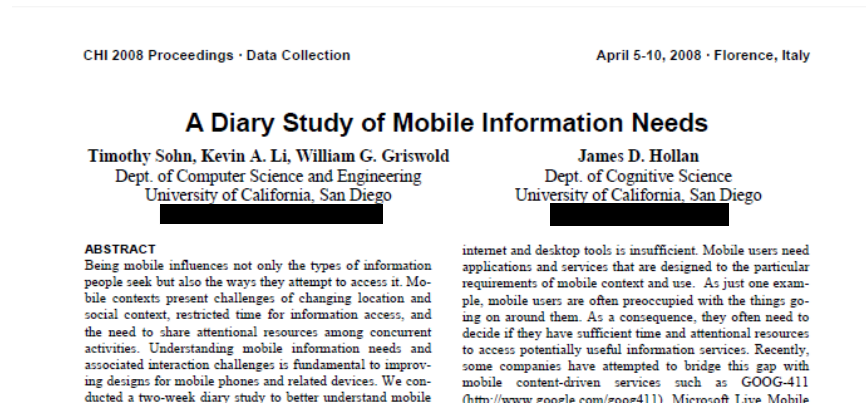 CHI 2008 Proceedings · Data Collection
April 5-10, 2008 · Florence, Italy
A Diary Study of Mobile Information Needs
Timothy Sohn, Kevin A. Li, William G. Griswold
Dept. of Computer Science and Engineering
University of California, San Diego
James D. Hollan
Dept. of Cognitive Science
University of California, San Diego
ABSTRACT
Being mobile influences not only the types of information
people seek but also the ways they attempt to access it. Mo-
bile contexts present challenges of changing location and
social context, restricted time for information access, and
the need to share attentional resources among concurrent
activities. Understanding mobile information needs and
associated interaction challenges is fundamental to improv-
ing designs for mobile phones and related devices. We con-
ducted a two-week diary study to better understand mobile
internet and desktop tools is insufficient. Mobile users need
applications and services that are designed to the particular
requirements of mobile context and use. As just one exam-
ple, mobile users are often preoccupied with the things go-
ing on around them. As a consequence, they often need to
decide if they have sufficient time and attentional resources
to access potentially useful information services. Recently,
some companies have attempted to bridge this gap with
mobile content-driven services such as GOOG-411
(http://www.google.com/goog411), Microsoft Live Mobile